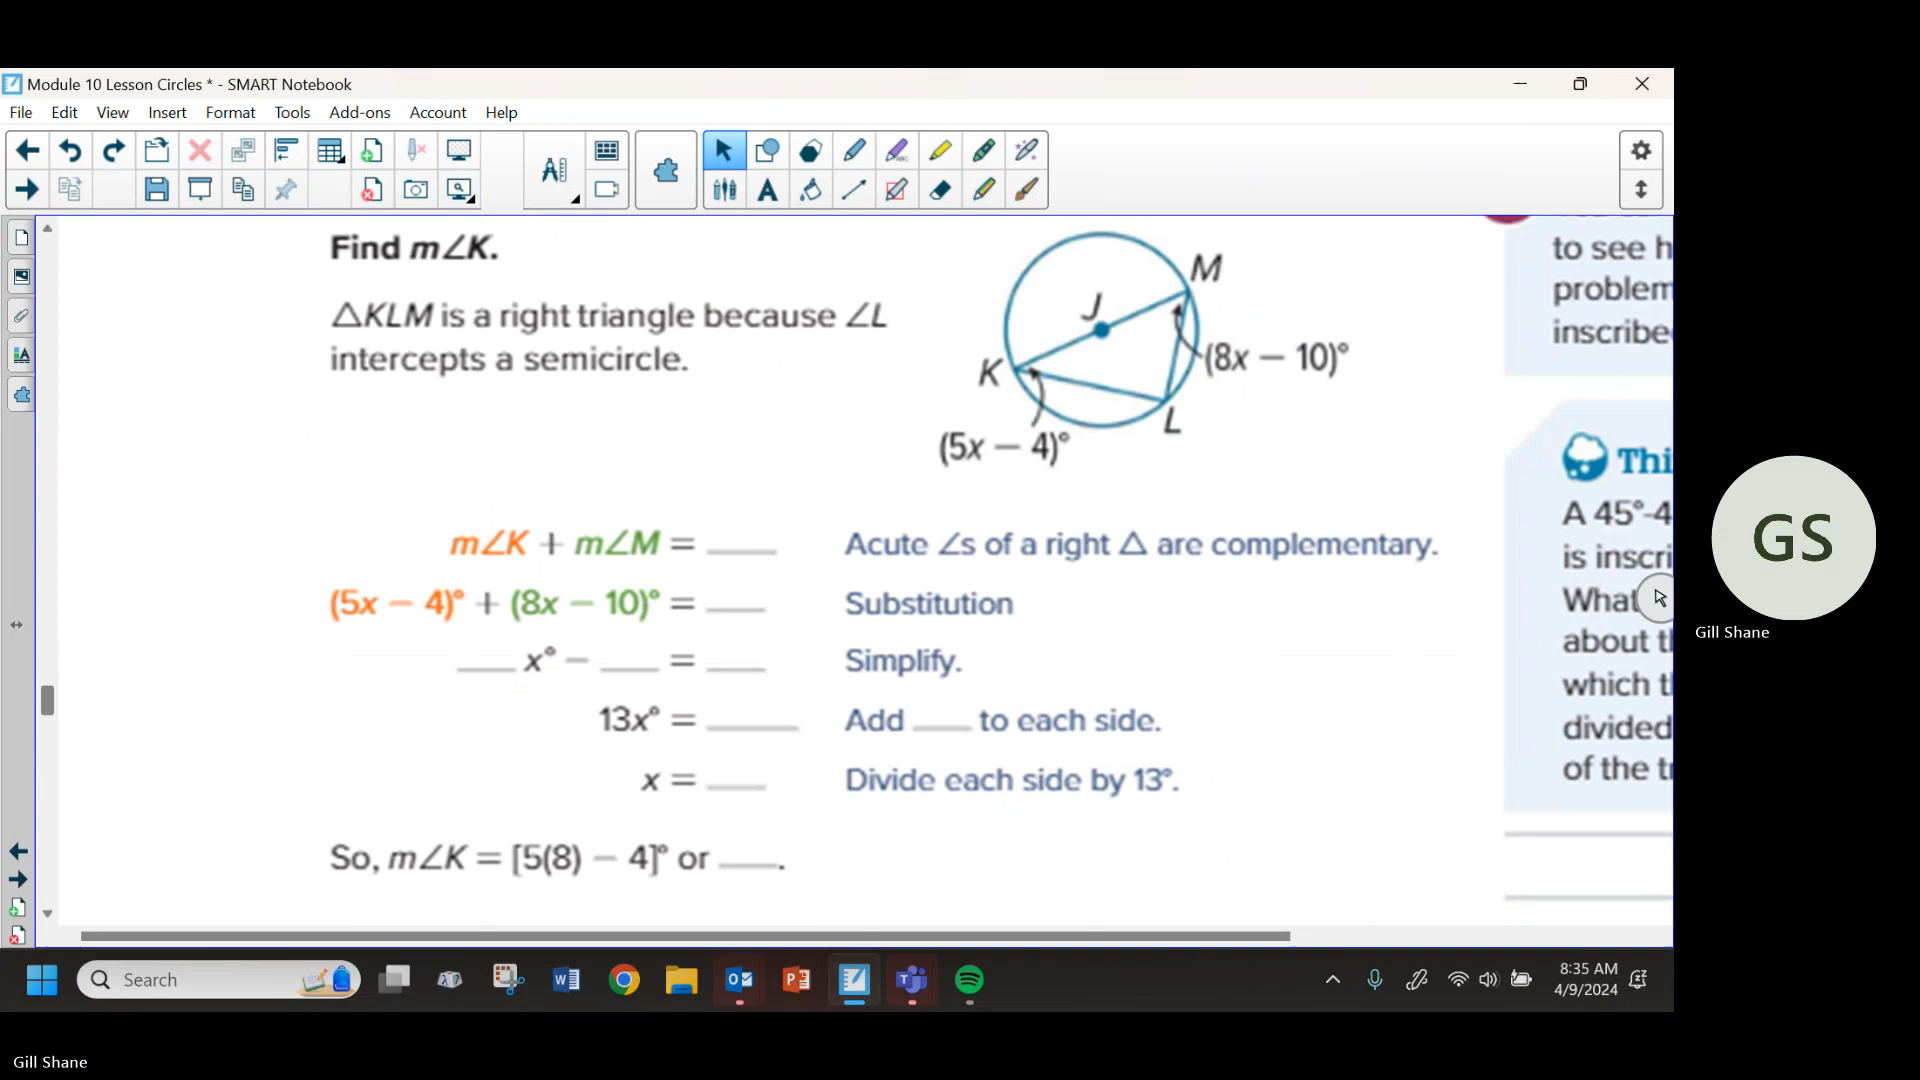 Module 10 Lesson Circles * - SMART Notebook
File Edit View Insert Format Tools Add-ons Account Help
Find m∠K.
△KLM is a right triangle because ∠L
intercepts a semicircle.
M
J
K
L
(8x − 10)°
(5x − 4)°
m∠K + m∠M = ____ Acute ∠s of a right △ are complementary.
(5x − 4)° + (8x − 10)° = ____ Substitution
____ x° − ____ = ____ Simplify.
13x° = ____ Add ____ to each side.
x = ____ Divide each side by 13°.
So, m∠K = [5(8) − 4]° or ____.
to see h
problem
inscribe
Thi
A 45°-4
is inscri
What
about t
which t
divided
of the t
GS
Gill Shane
Search
8:35 AM
4/9/2024
Gill Shane